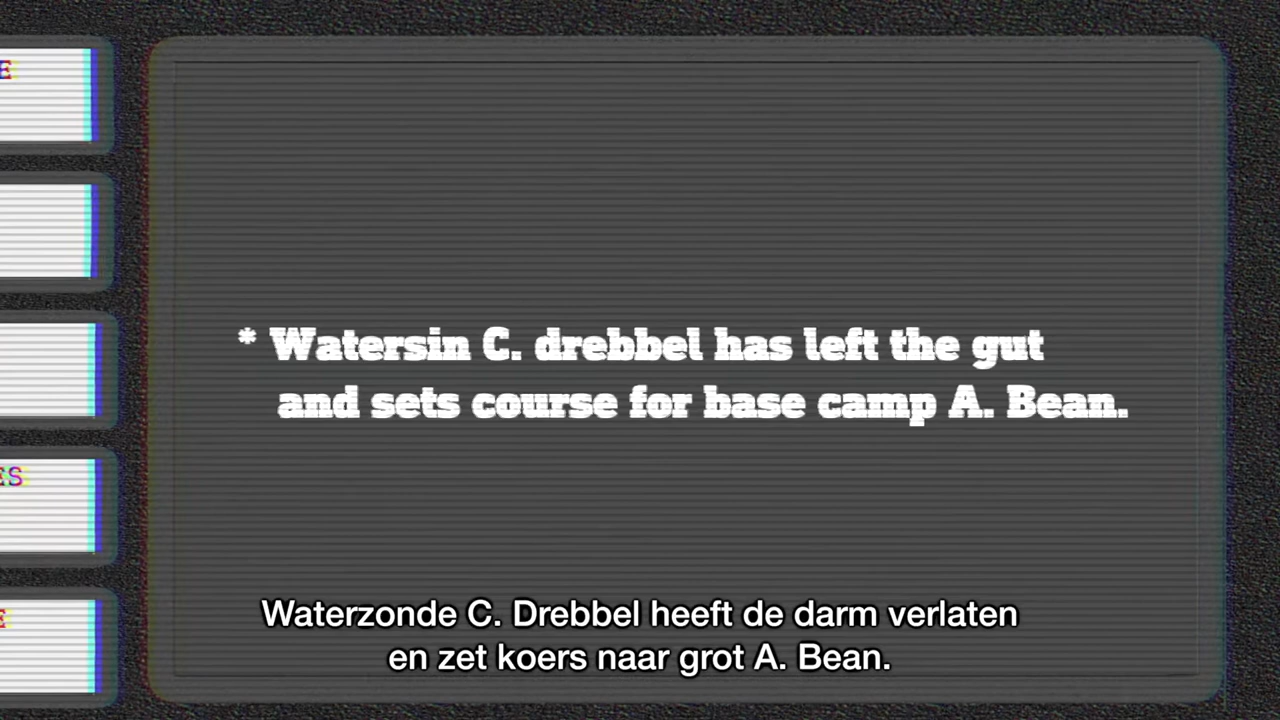 E
* Watersin C. drebbel has left the gut
and sets course for base camp A. Bean.
ES
E
Waterzonde C. Drebbel heeft de darm verlaten
en zet koers naar grot A. Bean.